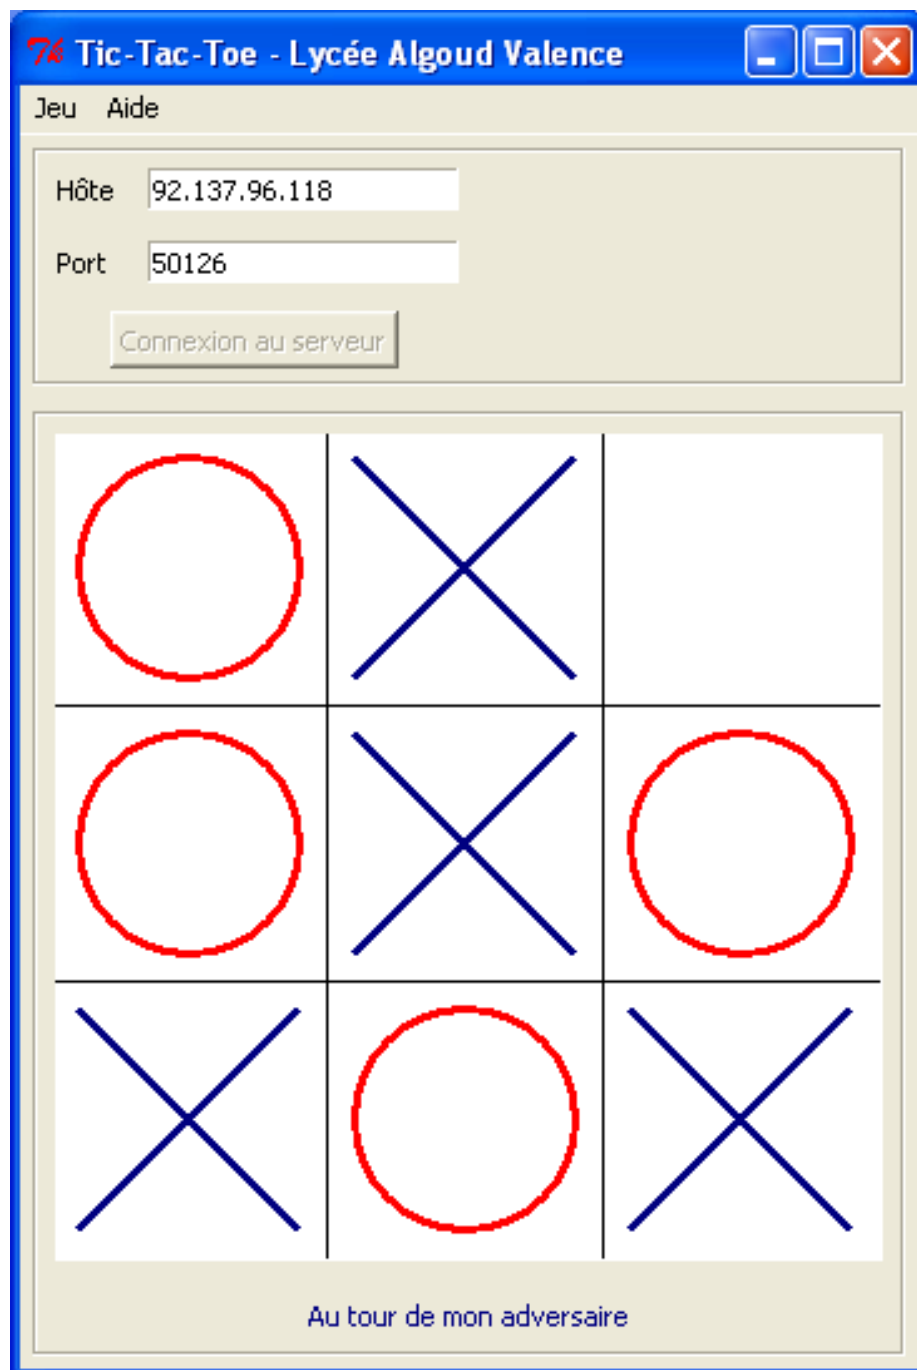 Tic-Tac-Toe - Lycée Algoud Valence
Jeu Aide
Hôte 92.137.96.118
Port 50126
Connexion au serveur
Au tour de mon adversaire